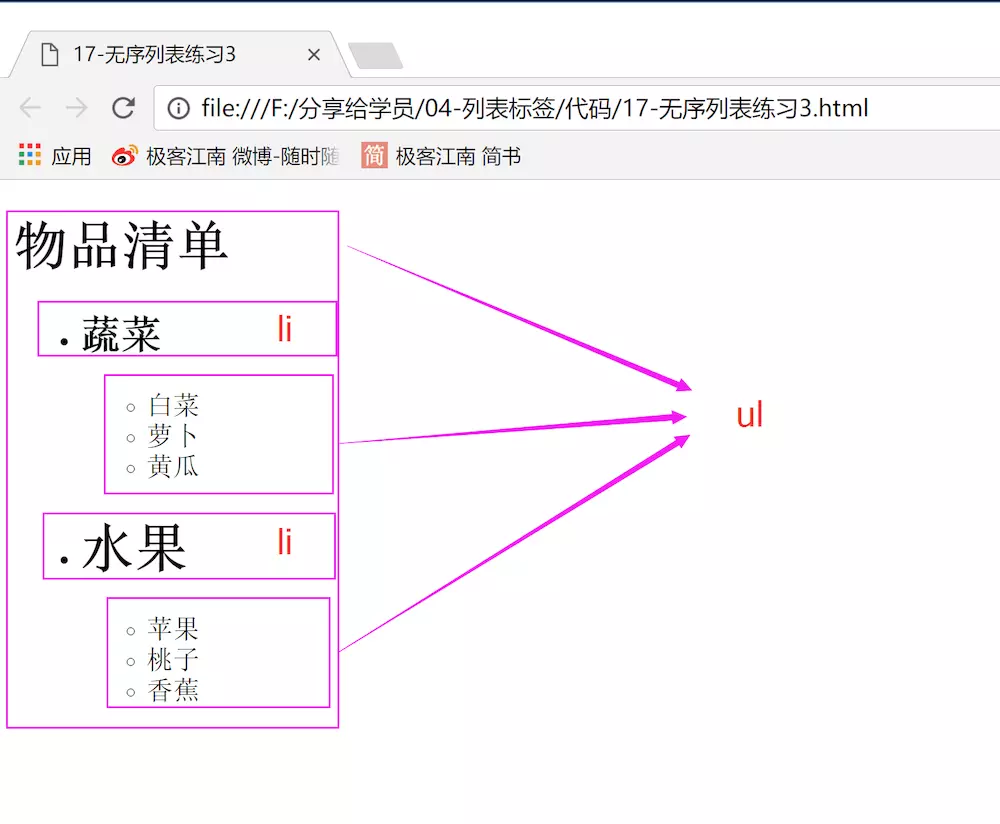 17-无序列表练习3
file:///F:/分享给学员/04-列表标签/代码/17-无序列表练习3.html
应用 极客江南 微博-随时随 简 极客江南 简书
物品清单
蔬菜 li
白菜
ul
萝卜
黄瓜
水果 li
苹果
桃子
香蕉